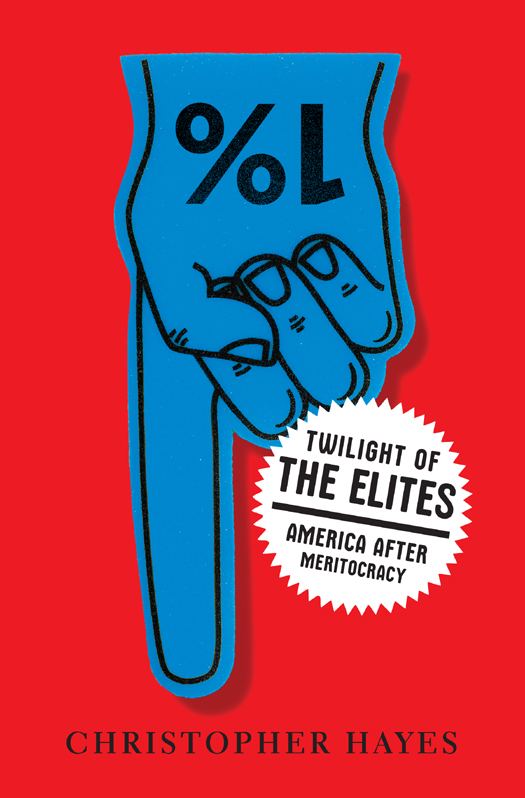 1%
TWILIGHT OF
THE ELITES
AMERICA AFTER
MERITOCRACY
CHRISTOPHER HAYES